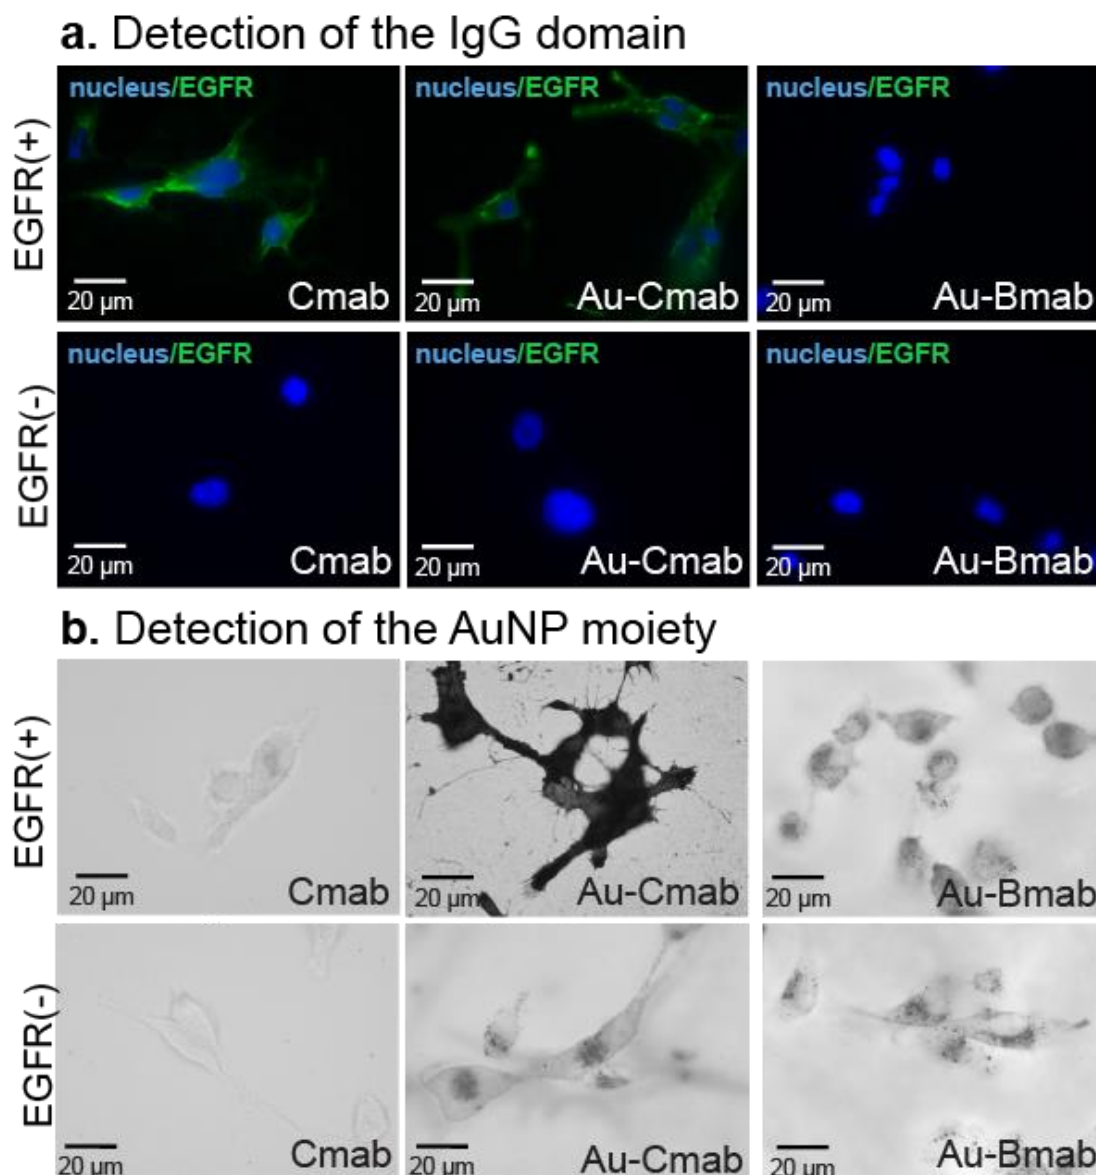 a. Detection of the IgG domain
EGFR(+)
nucleus/EGFR
20 µm
Cmab
nucleus/EGFR
20 µm
Au-Cmab
nucleus/EGFR
20 µm
Au-Bmab
EGFR(-)
nucleus/EGFR
20 µm
Cmab
nucleus/EGFR
20 µm
Au-Cmab
nucleus/EGFR
20 µm
Au-Bmab
b. Detection of the AuNP moiety
EGFR(+)
20 µm
Cmab
20 µm
Au-Cmab
20 µm
Au-Bmab
EGFR(-)
20 µm
Cmab
20 µm
Au-Cmab
20 µm
Au-Bmab